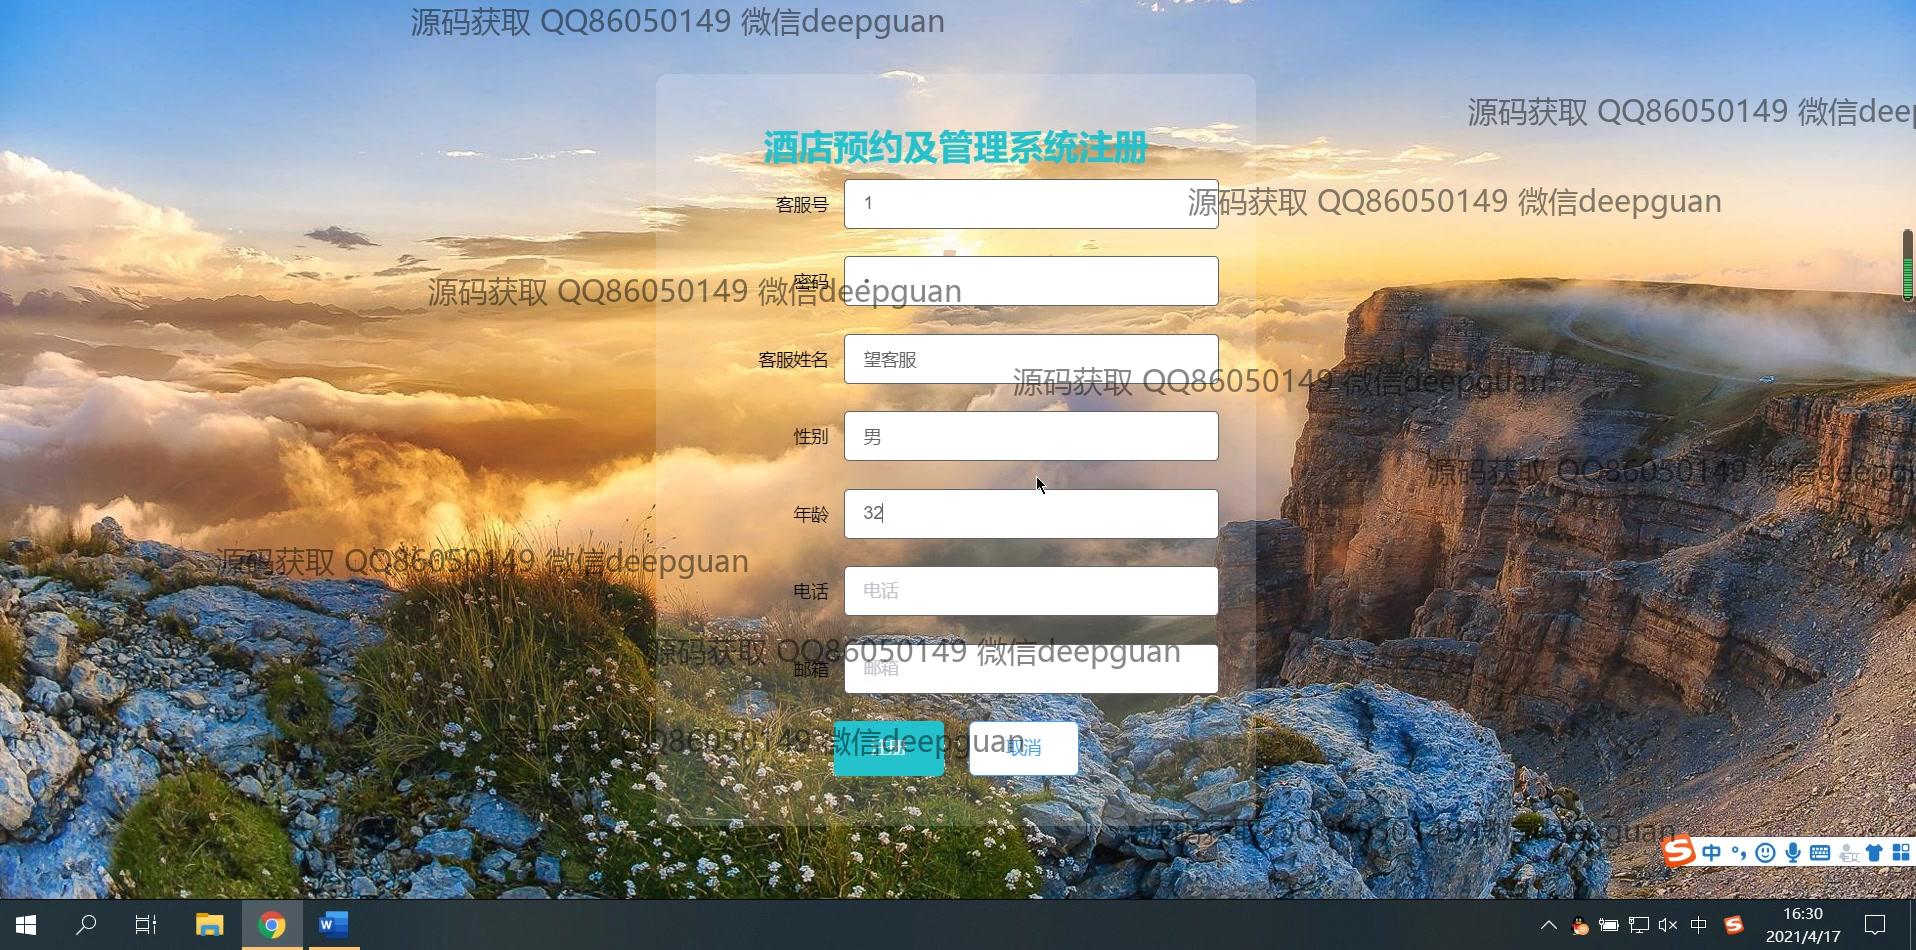 源码获取 QQ86050149 微信deepguan
源码获取 QQ86050149 微信deep
酒店预约及管理系统注册
客服号 1
源码获取 QQ86050149 微信deepguan
密码
源码获取 QQ86050149 微信deepguan
客服姓名 望客服
源码获取 QQ86050149 微信deepguan
性别 男
源码获取 QQ86050149 微信deepg
年龄 32
源码获取 QQ86050149 微信deepguan
电话 电话
源码获取 QQ86050149 微信deepguan
邮箱 邮箱
源码获取 QQ86050149 微信deepguan
注册 取消
源码获取 QQ86050149 微信deepguan
中
中
16:30
2021/4/17